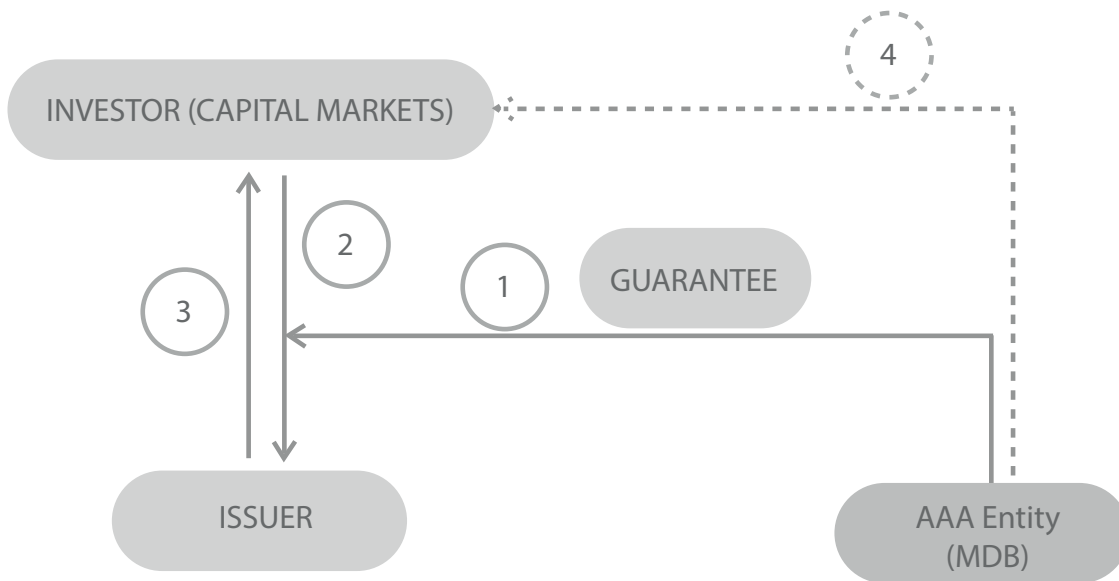 4
INVESTOR (CAPITAL MARKETS)
2
1
GUARANTEE
3
ISSUER
AAA Entity
(MDB)